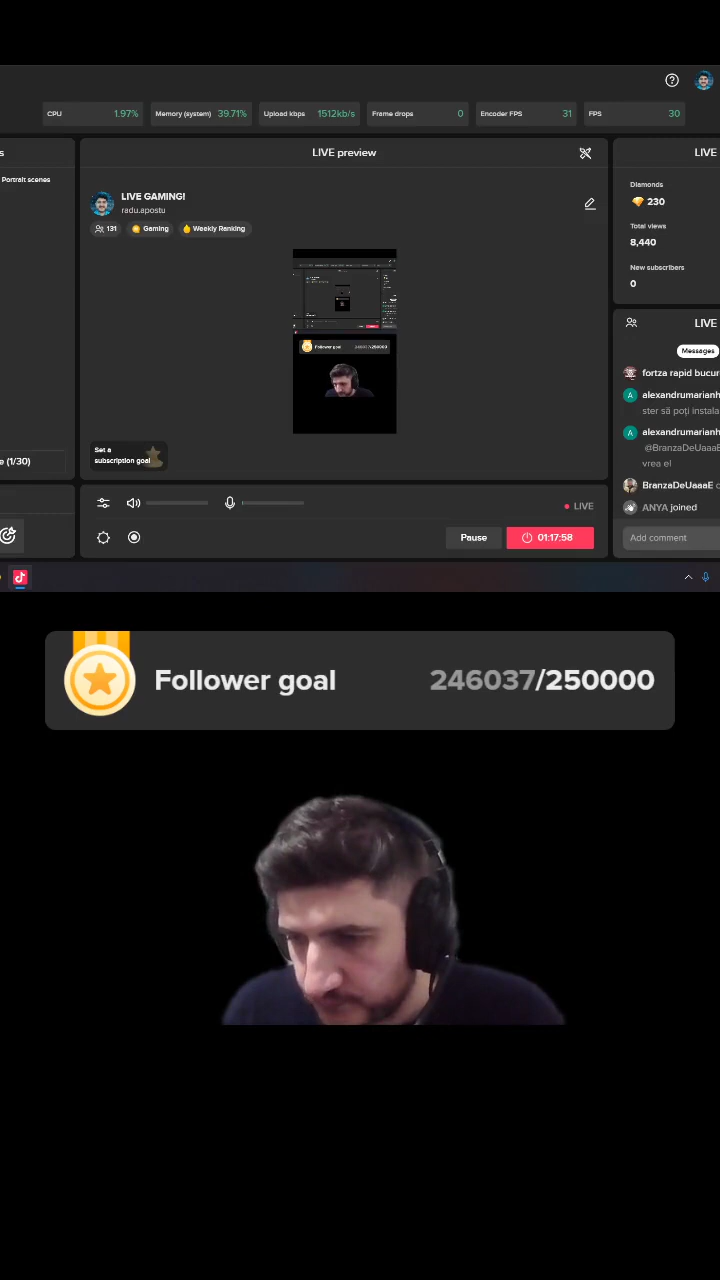 CPU 1.97% Memory (system) 39.71% Upload kbps 1512kb/s Frame drops 0 Encoder FPS 31 FPS 30
s
LIVE preview
LIVE
Portrait scenes
LIVE GAMING!
radu.apostu
131 Gaming Weekly Ranking
Diamonds
230
Total views
8,440
New subscribers
0
LIVE
Messages
Follower goal 246037/250000
fortza rapid bucur
alexandrumarianh
ster să poți instala
alexandrumarianh
@BranzaDeUaaaE
vrea el
BranzaDeUaaaE
ANYA joined
Add comment
Set a
subscription goal
e (1/30)
LIVE
Pause 01:17:58
Follower goal 246037/250000